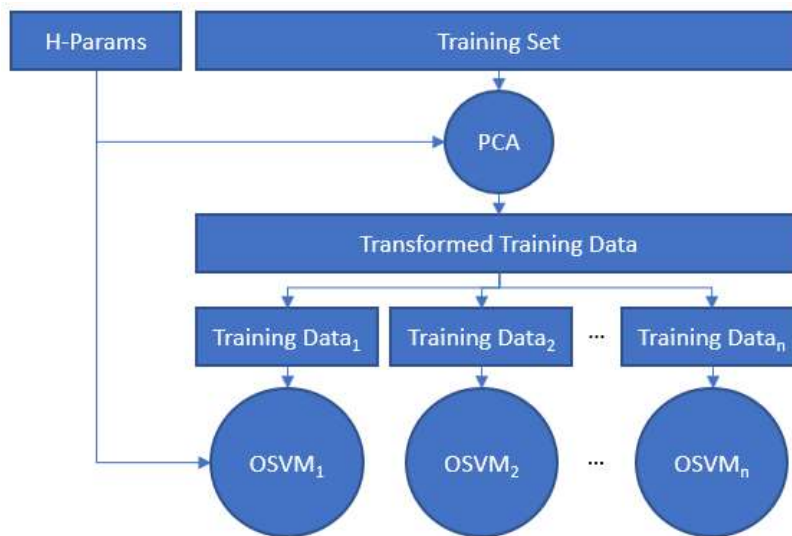 H-Params
Training Set
PCA
Transformed Training Data
Training Data₁
Training Data₂
...
Training Dataₙ
OSVM₁
OSVM₂
...
OSVMₙ